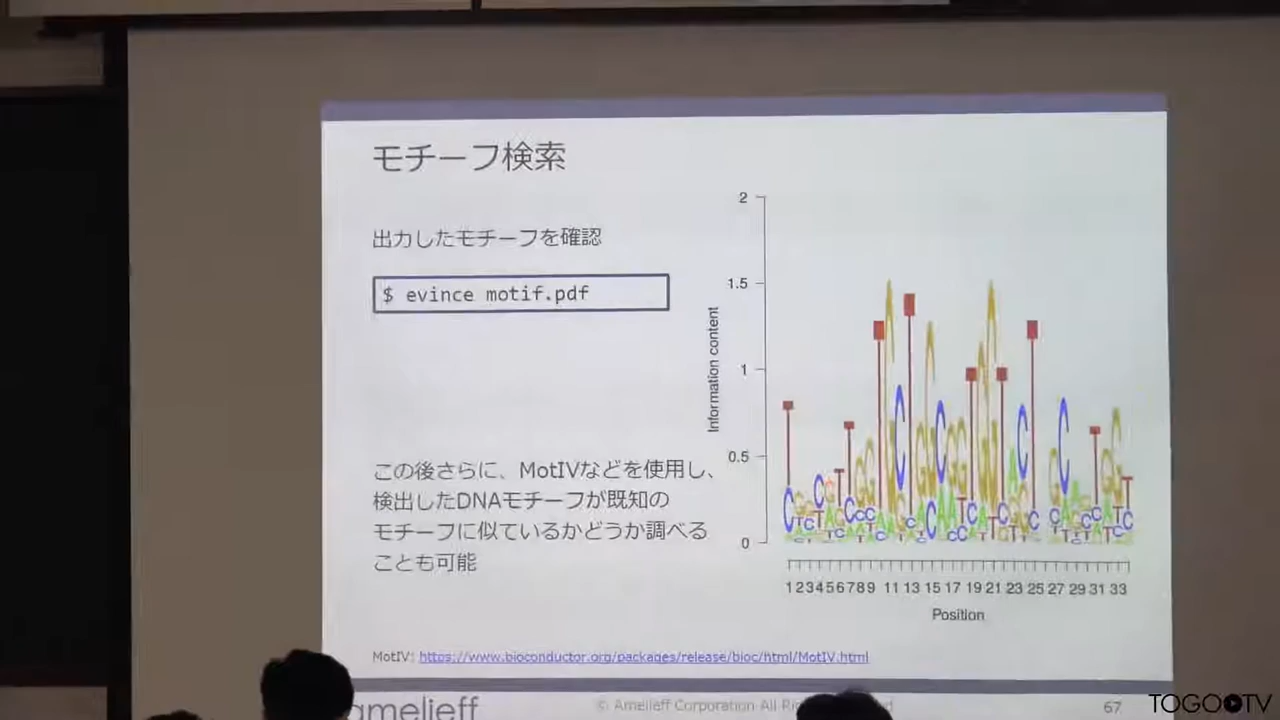 モチーフ検索
出力したモチーフを確認
$ evince motif.pdf
この後さらに、MotIVなどを使用し、
検出したDNAモチーフが既知の
モチーフに似ているかどうか調べる
ことも可能
2
1.5
1
0.5
0
Information content
1 2 3 4 5 6 7 8 9 11 13 15 17 19 21 23 25 27 29 31 33
Position
MotIV: https://www.bioconductor.org/packages/release/bioc/html/MotIV.html
amelieff
© Amelieff Corporation All
67
TOGOTV